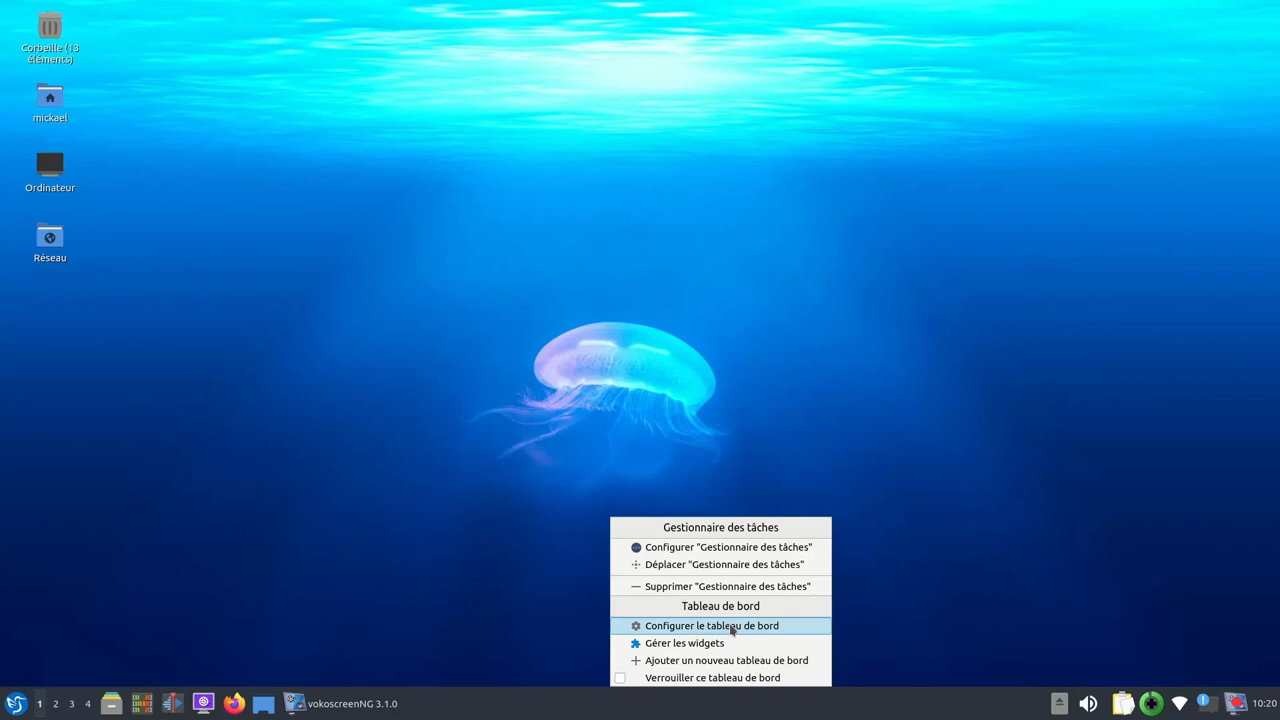 Corbeille (13
éléments)
mickael
Ordinateur
Réseau
Gestionnaire des tâches
Configurer "Gestionnaire des tâches"
Déplacer "Gestionnaire des tâches"
Supprimer "Gestionnaire des tâches"
Tableau de bord
Configurer le tableau de bord
Gérer les widgets
Ajouter un nouveau tableau de bord
Verrouiller ce tableau de bord
1 2 3 4 vokoscreenNG 3.1.0 10:20